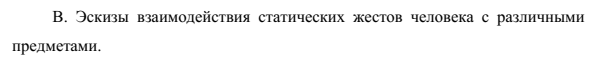 В. Эскизы взаимодействия статических жестов человека с различными
предметами.